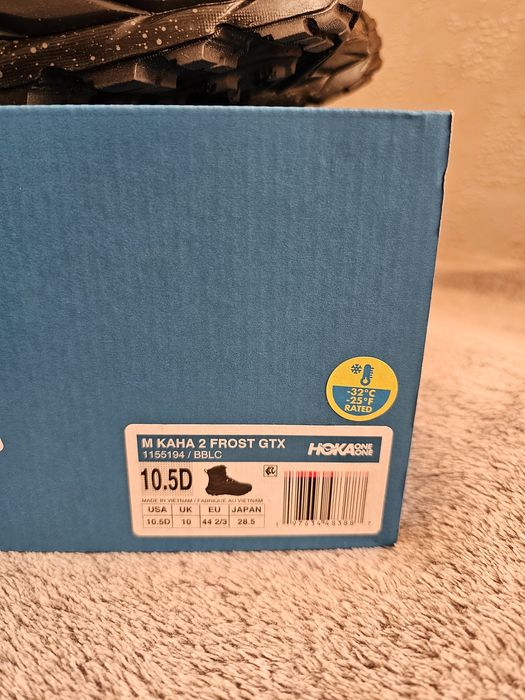 -32°C
-25°F
RATED
M KAHA 2 FROST GTX
1155194 / BBLC
HOKA ONE ONE
10.5D
MADE IN VIETNAM / FABRIQUÉ AU VIETNAM
USA UK EU JAPAN
10.5D 10 44 2/3 28.5